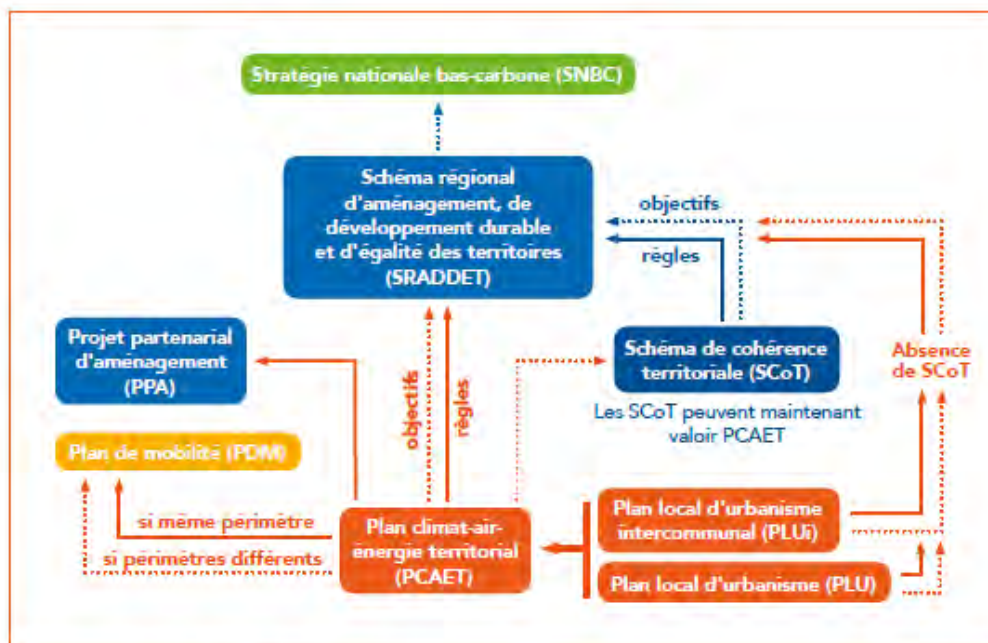 Stratégie nationale bas-carbone (SNBC)
Schéma régional
d'aménagement, de
développement durable
et d'égalité des territoires
(SRADDET)
objectifs
règles
Projet partenarial
d'aménagement
(PPA)
objectifs
règles
Schéma de cohérence
territoriale (SCoT)
Absence
de SCoT
Les SCoT peuvent maintenant
valoir PCAET
Plan de mobilité (PDM)
si même périmètre
si périmètres différents
Plan climat-air-
énergie territorial
(PCAET)
Plan local d'urbanisme
intercommunal (PLUi)
Plan local d'urbanisme (PLU)